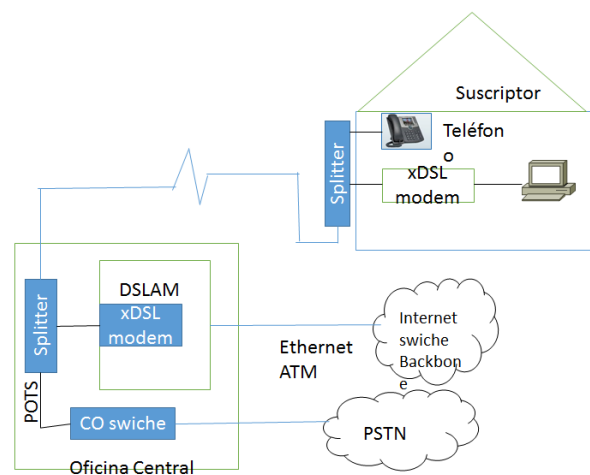 Suscriptor
Teléfon
o
Splitter
xDSL
modem
DSLAM
xDSL
modem
Splitter
Ethernet
ATM
Internet
swiche
Backbon
e
POTS
CO swiche
PSTN
Oficina Central